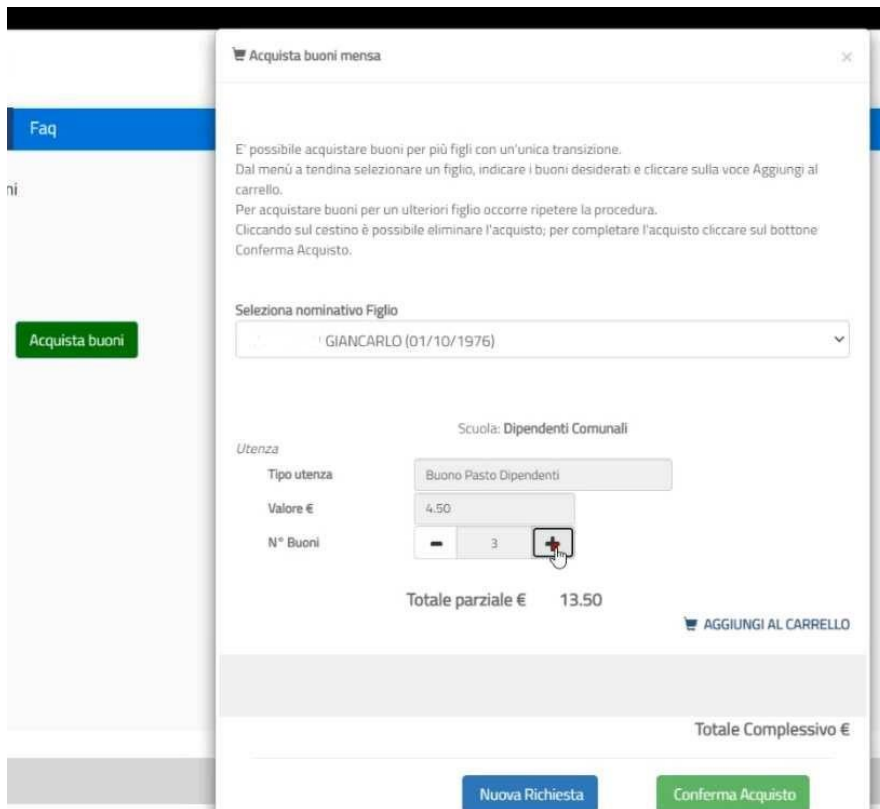 Acquista buoni mensa
×
Faq
E' possibile acquistare buoni per più figli con un'unica transizione.
Dal menù a tendina selezionare un figlio, indicare i buoni desiderati e cliccare sulla voce Aggiungi al
carrello.
Per acquistare buoni per un ulteriori figlio occorre ripetere la procedura.
Cliccando sul cestino è possibile eliminare l'acquisto; per completare l'acquisto cliccare sul bottone
Conferma Acquisto.
ni
Seleziona nominativo Figlio
Acquista buoni
GIANCARLO (01/10/1976)
Scuola: Dipendenti Comunali
Utenza
Tipo utenza Buono Pasto Dipendenti
Valore € 4.50
N° Buoni - 3 +
Totale parziale € 13.50
AGGIUNGI AL CARRELLO
Totale Complessivo €
Nuova Richiesta Conferma Acquisto